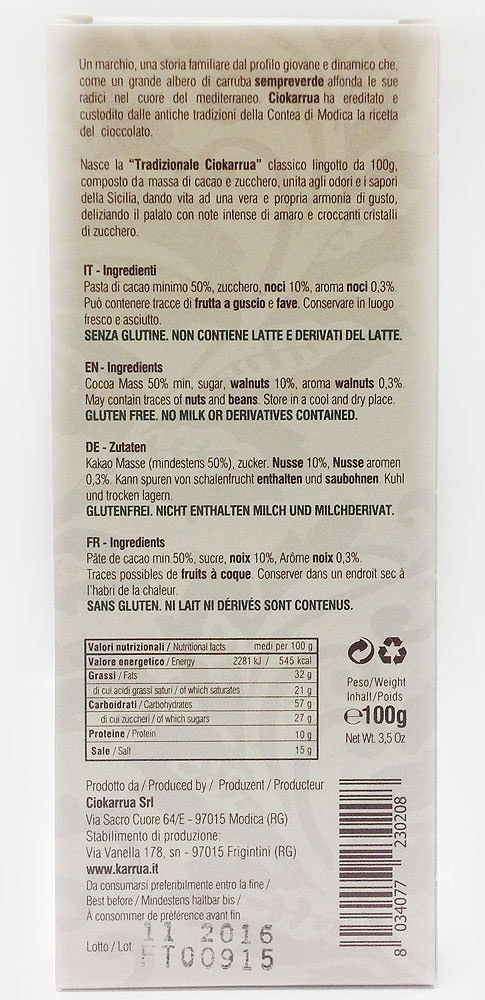 Un marchio, una storia familiare dal profilo giovane e dinamico che,
come un grande albero di carruba sempreverde affonda le sue
radici nel cuore del mediterraneo. Ciokarrua ha ereditato e
custodito dalle antiche tradizioni della Contea di Modica la ricetta
del cioccolato.
Nasce la “Tradizionale Ciokarrua” classico lingotto da 100g,
composto da massa di cacao e zucchero, unita agli odori e i sapori
della Sicilia, dando vita ad una vera e propria armonia di gusto,
deliziando il palato con note intense di amaro e croccanti cristalli
di zucchero.
IT - Ingredienti
Pasta di cacao minimo 50%, zucchero, noci 10%, aroma noci 0,3%.
Può contenere tracce di frutta a guscio e fave. Conservare in luogo
fresco e asciutto.
SENZA GLUTINE. NON CONTIENE LATTE E DERIVATI DEL LATTE.
EN - Ingredients
Cocoa Mass 50% min, sugar, walnuts 10%, aroma walnuts 0,3%.
May contain traces of nuts and beans. Store in a cool and dry place.
GLUTEN FREE. NO MILK OR DERIVATIVES CONTAINED.
DE - Zutaten
Kakao Masse (mindestens 50%), zucker. Nusse 10%, Nusse aromen
0,3%. Kann spuren von schalenfrucht enthalten und saubohnen. Kuhl
und trocken lagern.
GLUTENFREI. NICHT ENTHALTEN MILCH UND MILCHDERIVAT.
FR - Ingredients
Pâte de cacao min.50%, sucre, noix 10%, Arôme noix 0,3%.
Traces possibles de fruits à coque. Conserver dans un endroit sec à
l'habri de la chaleur.
SANS GLUTEN. NI LAIT NI DÉRIVÉS SONT CONTENUS.
Valori nutrizionali / Nutritional facts medi per 100 g
Valore energetico / Energy 2281 kJ / 545 kcal
Grassi / Fats 32 g
di cui acidi grassi saturi / of which saturates 21 g
Carboidrati / Carbohydrates 57 g
di cui zuccheri / of which sugars 27 g
Proteine / Protein 10 g
Sale / Salt 15 g
Peso/Weight
Inhalt/Poids
℮100g
Net Wt. 3,5 Oz
Prodotto da / Produced by / Produzent / Producteur
Ciokarrua Srl
Via Sacro Cuore 64/E - 97015 Modica (RG)
Stabilimento di produzione:
Via Vanella 178, sn - 97015 Frigintini (RG)
www.karrua.it
Da consumarsi preferibilmente entro la fine /
Best before / Mindestens haltbar bis /
À consommer de préférence avant fin
11 2016
Lotto / Lot FT00915
8 034077 230208